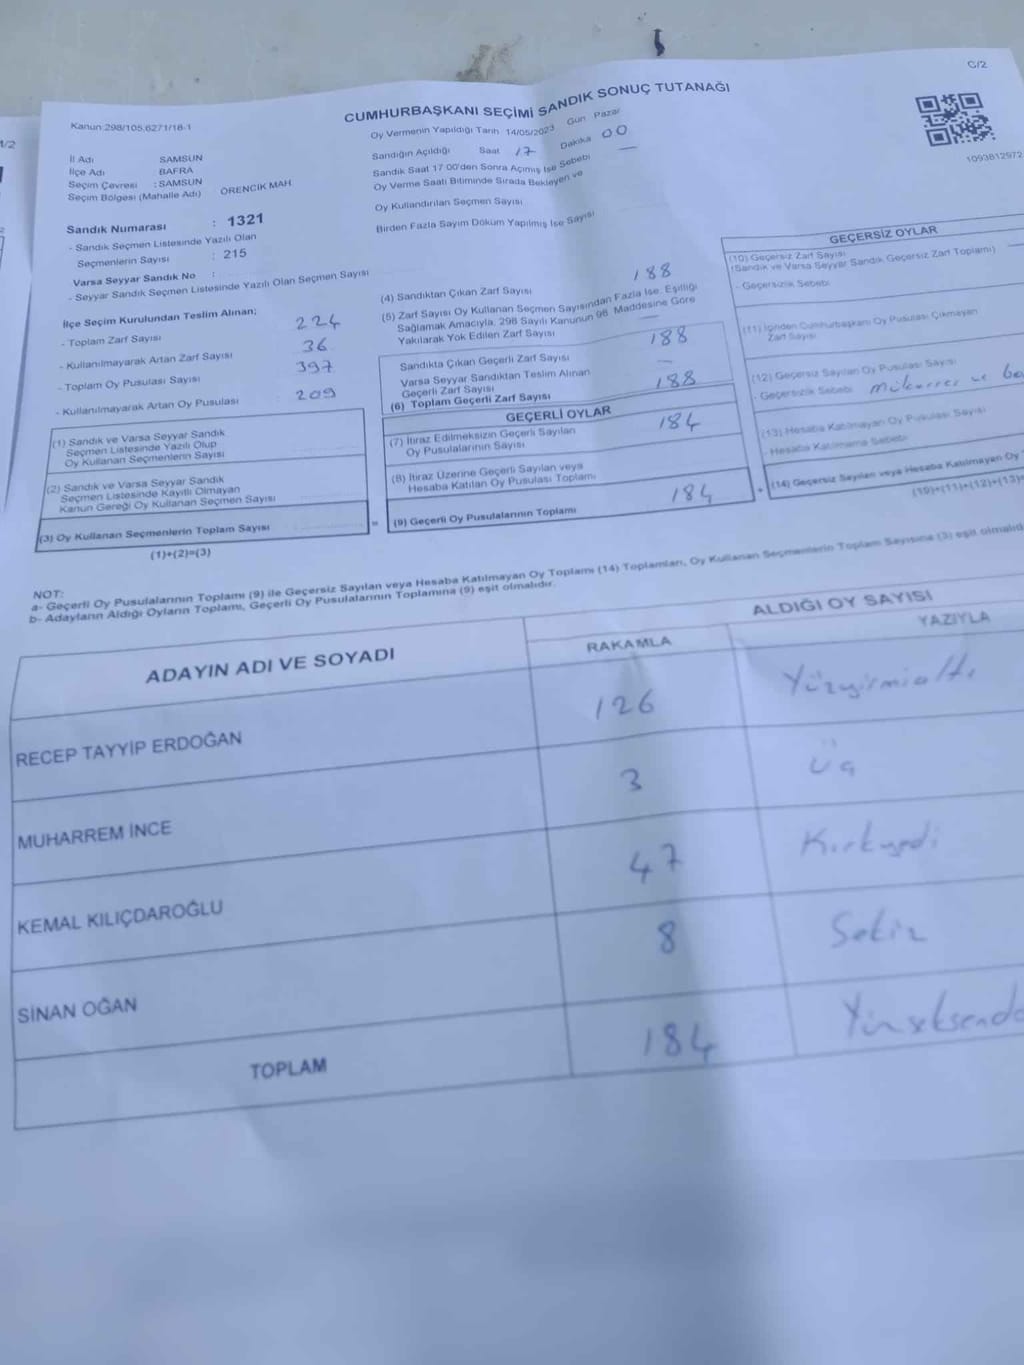 C/2
CUMHURBAŞKANI SEÇİMİ SANDIK SONUÇ TUTANAĞI
Kanun:298/105,6271/18-1
1/2
Oy Vermenin Yapıldığı Tarih 14/05/2023 Gün Pazar
Sandığın Açıldığı Saat 17 Dakika 00
Sandık Saat 17:00'den Sonra Açılmış İse Sebebi
Oy Verme Saati Bitiminde Sırada Bekleyen ve
Oy Kullandırılan Seçmen Sayısı
Birden Fazla Sayım Döküm Yapılmış İse Sayısı
1093812972
İl Adı SAMSUN
İlçe Adı BAFRA
Seçim Çevresi : SAMSUN
Seçim Bölgesi (Mahalle Adı) ÖRENCİK MAH
Sandık Numarası : 1321
- Sandık Seçmen Listesinde Yazılı Olan
Seçmenlerin Sayısı : 215
Varsa Seyyar Sandık No :
- Seyyar Sandık Seçmen Listesinde Yazılı Olan Seçmen Sayısı
İlçe Seçim Kurulundan Teslim Alınan;
- Toplam Zarf Sayısı 224
- Kullanılmayarak Artan Zarf Sayısı 36
- Toplam Oy Pusulası Sayısı 397
- Kullanılmayarak Artan Oy Pusulası : 209
(1) Sandık ve Varsa Seyyar Sandık
Seçmen Listesinde Yazılı Olup
Oy Kullanan Seçmenlerin Sayısı
(2) Sandık ve Varsa Seyyar Sandık
Seçmen Listesinde Kayıtlı Olmayan
Kanun Gereği Oy Kullanan Seçmen Sayısı
(3) Oy Kullanan Seçmenlerin Toplam Sayısı
(1)+(2)=(3)
(4) Sandıktan Çıkan Zarf Sayısı 188
(5) Zarf Sayısı Oy Kullanan Seçmen Sayısından Fazla İse, Eşitliği
Sağlamak Amacıyla, 298 Sayılı Kanunun 98. Maddesine Göre
Yakılarak Yok Edilen Zarf Sayısı —
Sandıkta Çıkan Geçerli Zarf Sayısı 188
Varsa Seyyar Sandıktan Teslim Alınan
Geçerli Zarf Sayısı —
(6) Toplam Geçerli Zarf Sayısı 188
GEÇERLİ OYLAR
(7) İtiraz Edilmeksizin Geçerli Sayılan
Oy Pusulalarının Sayısı 184
(8) İtiraz Üzerine Geçerli Sayılan veya
Hesaba Katılan Oy Pusulası Toplamı
= (9) Geçerli Oy Pusulalarının Toplamı 184
GEÇERSİZ OYLAR
(10) Geçersiz Zarf Sayısı
(Sandık ve Varsa Seyyar Sandık Geçersiz Zarf Toplamı)
- Geçersizlik Sebebi
(11) İçinden Cumhurbaşkanı Oy Pusulası Çıkmayan
Zarf Sayısı
(12) Geçersiz Sayılan Oy Pusulası Sayısı
- Geçersizlik Sebebi mükerrer ve
(13) Hesaba Katılmayan Oy Pusulası Sayısı
- Hesaba Katılmama Sebebi
+ (14) Geçersiz Sayılan veya Hesaba Katılmayan Oy
(10)+(11)+(12)+(13)=
NOT:
a- Geçerli Oy Pusulalarının Toplamı (9) ile Geçersiz Sayılan veya Hesaba Katılmayan Oy Toplamı (14) Toplamları, Oy Kullanan Seçmenlerin Toplam Sayısına (3) eşit olmalıdı
b- Adayların Aldığı Oyların Toplamı, Geçerli Oy Pusulalarının Toplamına (9) eşit olmalıdır.
ADAYIN ADI VE SOYADI
ALDIĞI OY SAYISI
RAKAMLA YAZIYLA
RECEP TAYYİP ERDOĞAN 126 Yüzyirmialtı
MUHARREM İNCE 3 Üç
KEMAL KILIÇDAROĞLU 47 Kırkyedi
SİNAN OĞAN 8 Sekiz
TOPLAM 184 Yüzseksendö